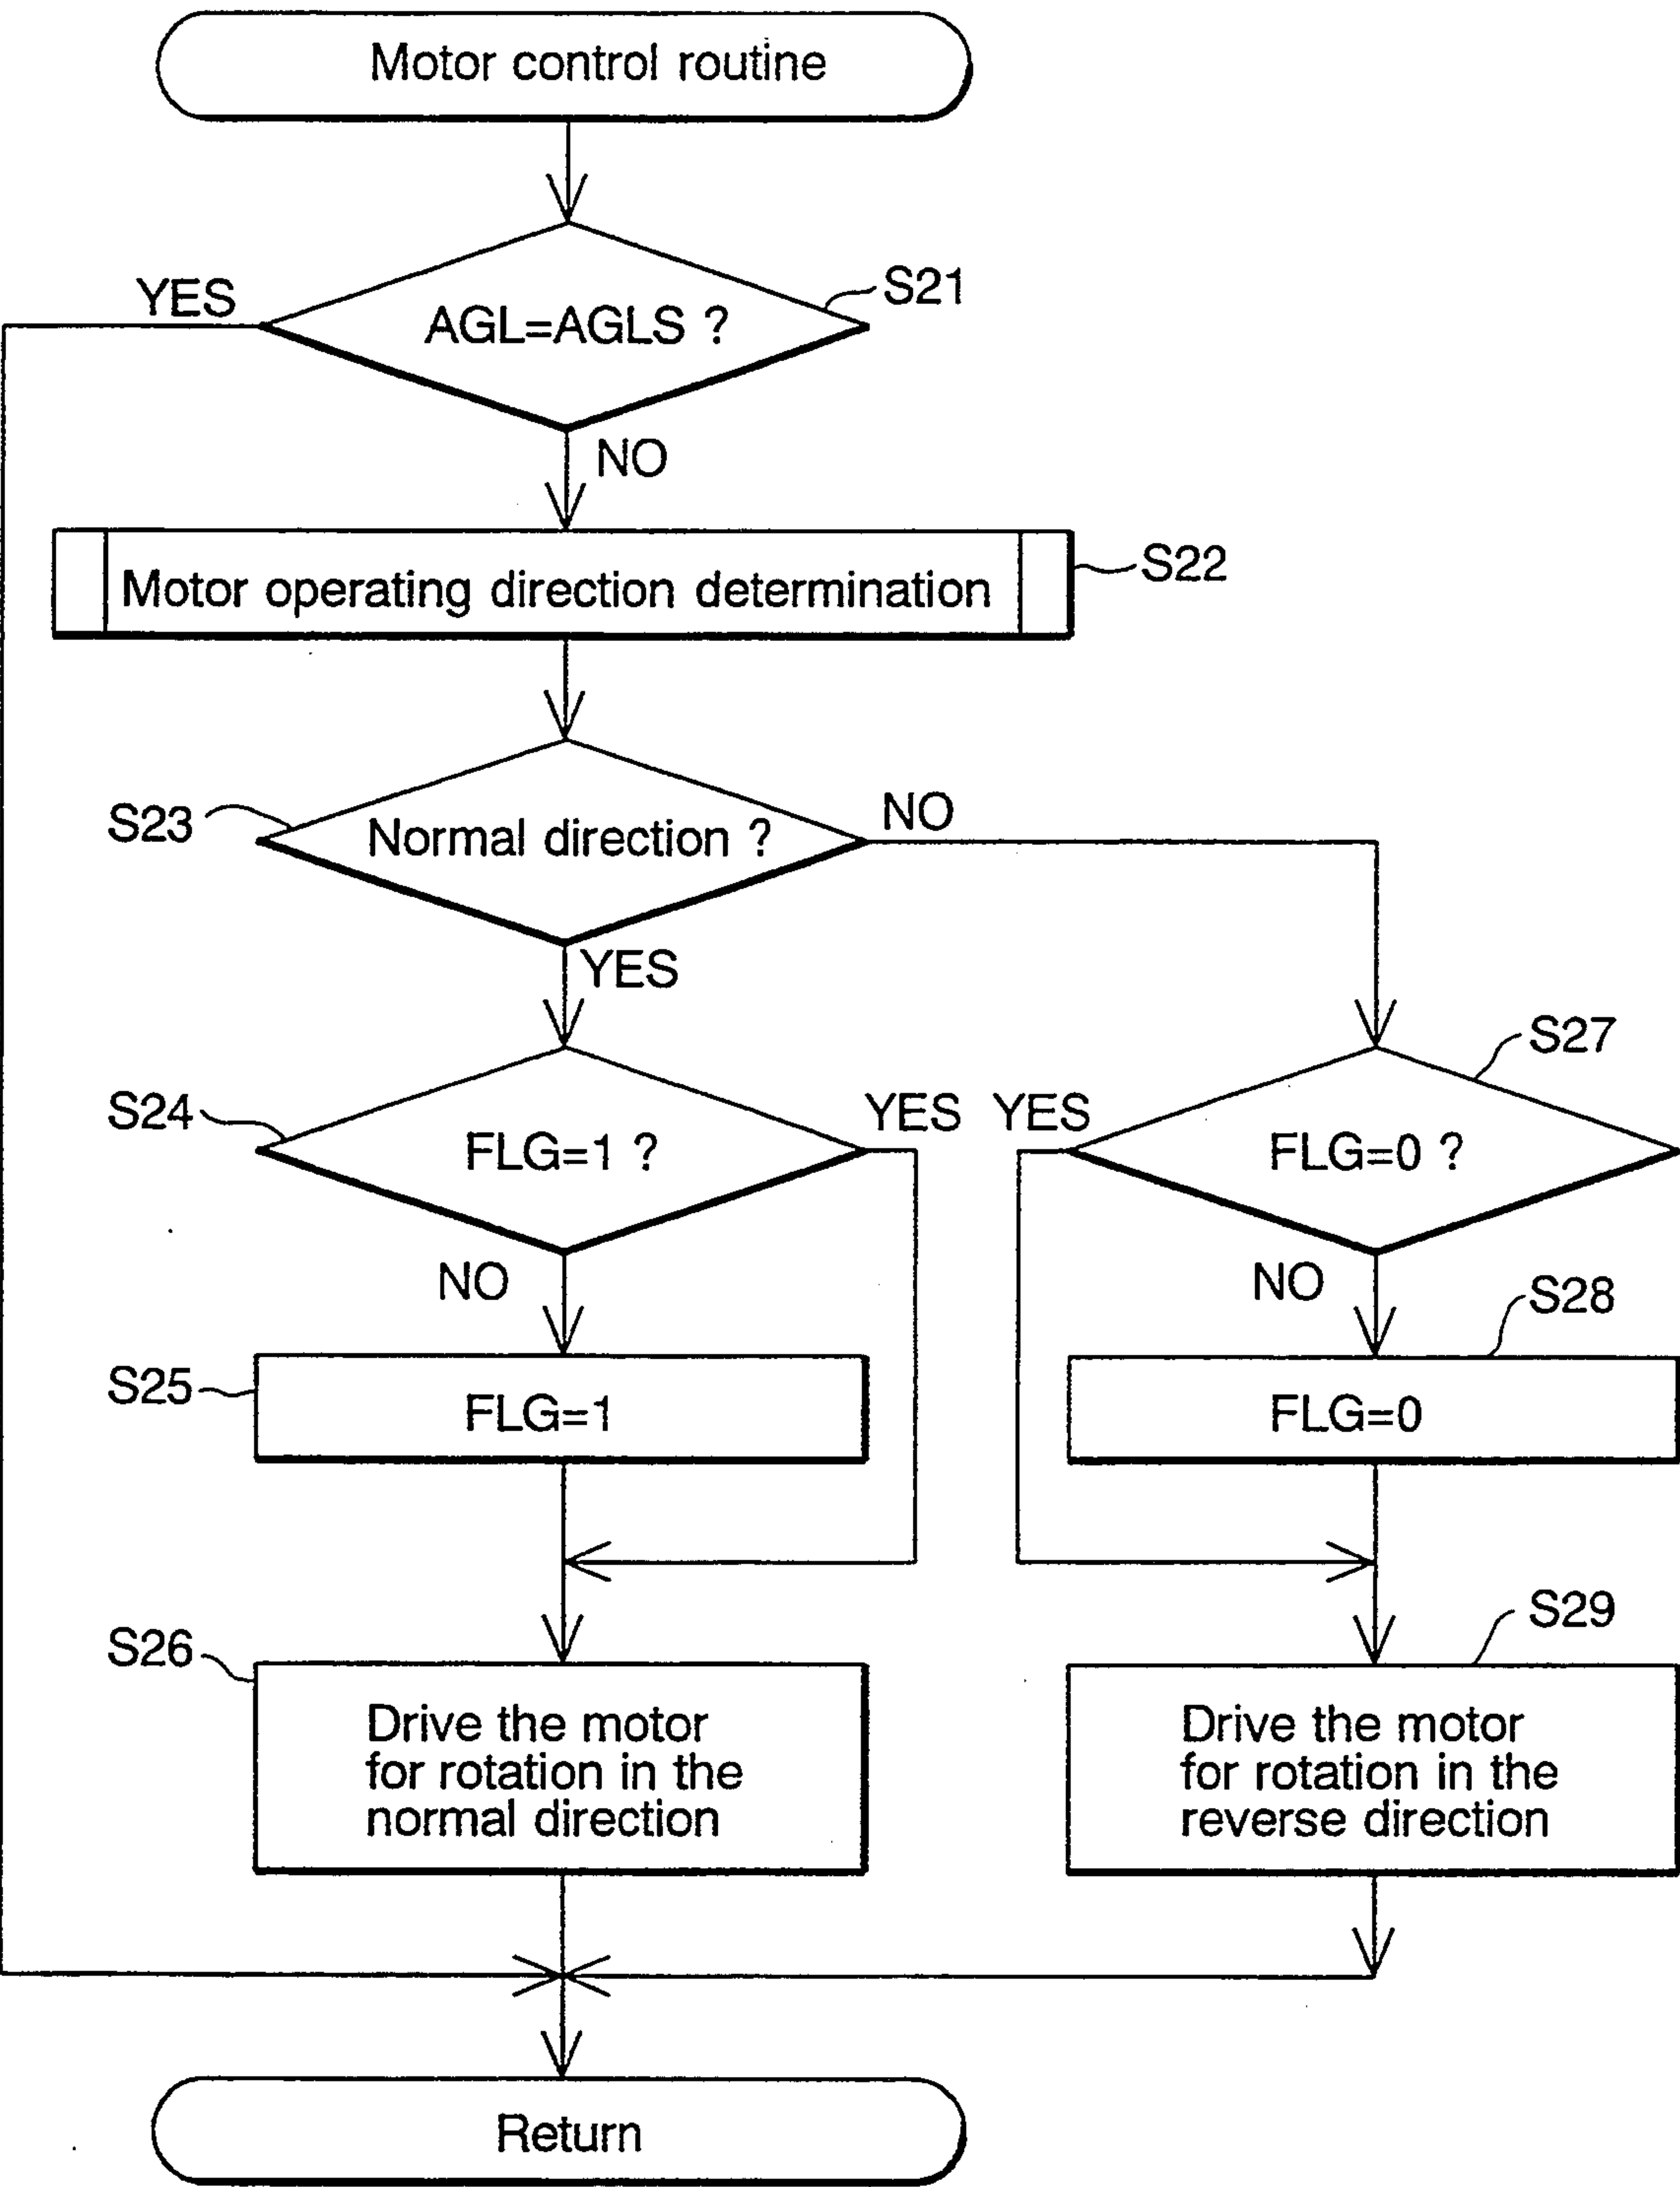 Motor control routine
YES
S21
AGL=AGLS ?
NO
S22
Motor operating direction determination
S23
Normal direction ?
NO
YES
S27
S24
YES
YES
FLG=1 ?
FLG=0 ?
NO
NO
S28
S25
FLG=1
FLG=0
S29
S26
Drive the motor
for rotation in the
normal direction
Drive the motor
for rotation in the
reverse direction
Return